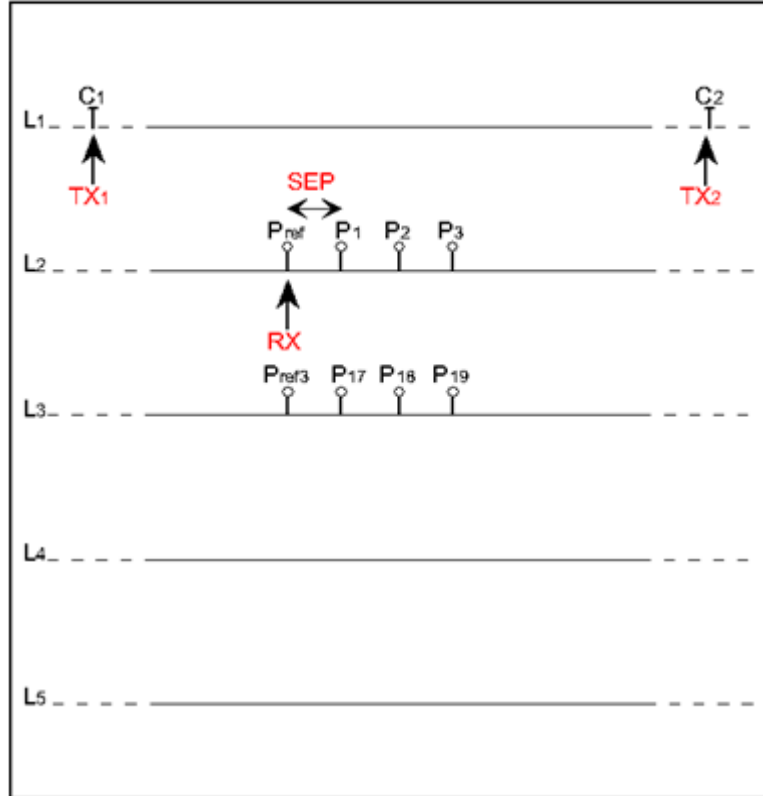 C1 C2
L1
TX1 SEP TX2
Pref P1 P2 P3
L2
RX
Pref3 P17 P18 P19
L3
L4
L5